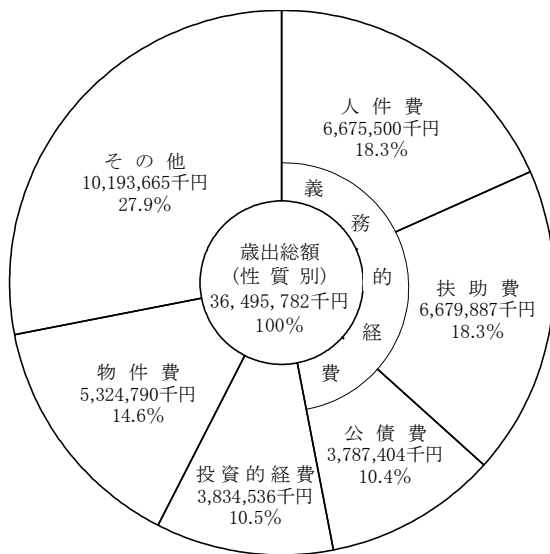 歳出総額
(性質別)
36,495,782千円
100%
義務的経費
人件費
6,675,500千円
18.3%
扶助費
6,679,887千円
18.3%
公債費
3,787,404千円
10.4%
投資的経費
3,834,536千円
10.5%
物件費
5,324,790千円
14.6%
その他
10,193,665千円
27.9%